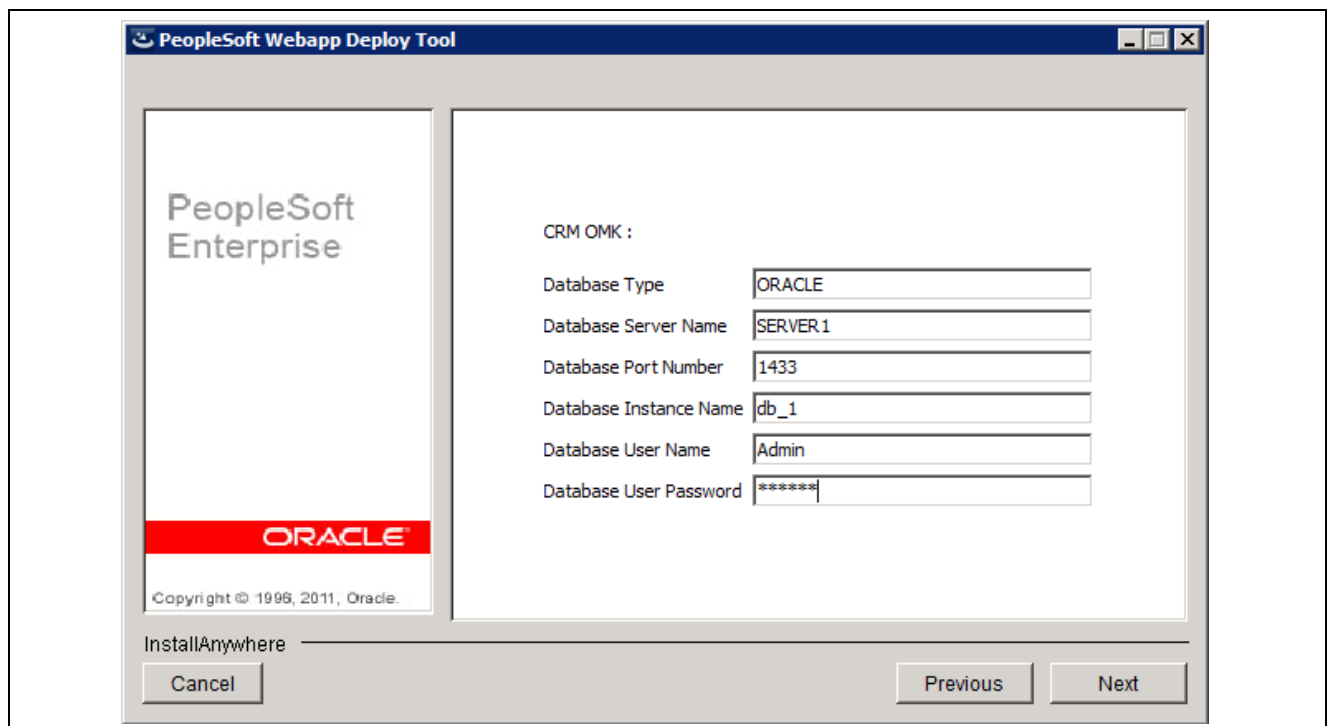 PeopleSoft Webapp Deploy Tool
PeopleSoft
Enterprise
ORACLE
Copyright © 1996, 2011, Oracle.
CRM OMK :
Database Type ORACLE
Database Server Name SERVER1
Database Port Number 1433
Database Instance Name db_1
Database User Name Admin
Database User Password ******
InstallAnywhere
Cancel Previous Next